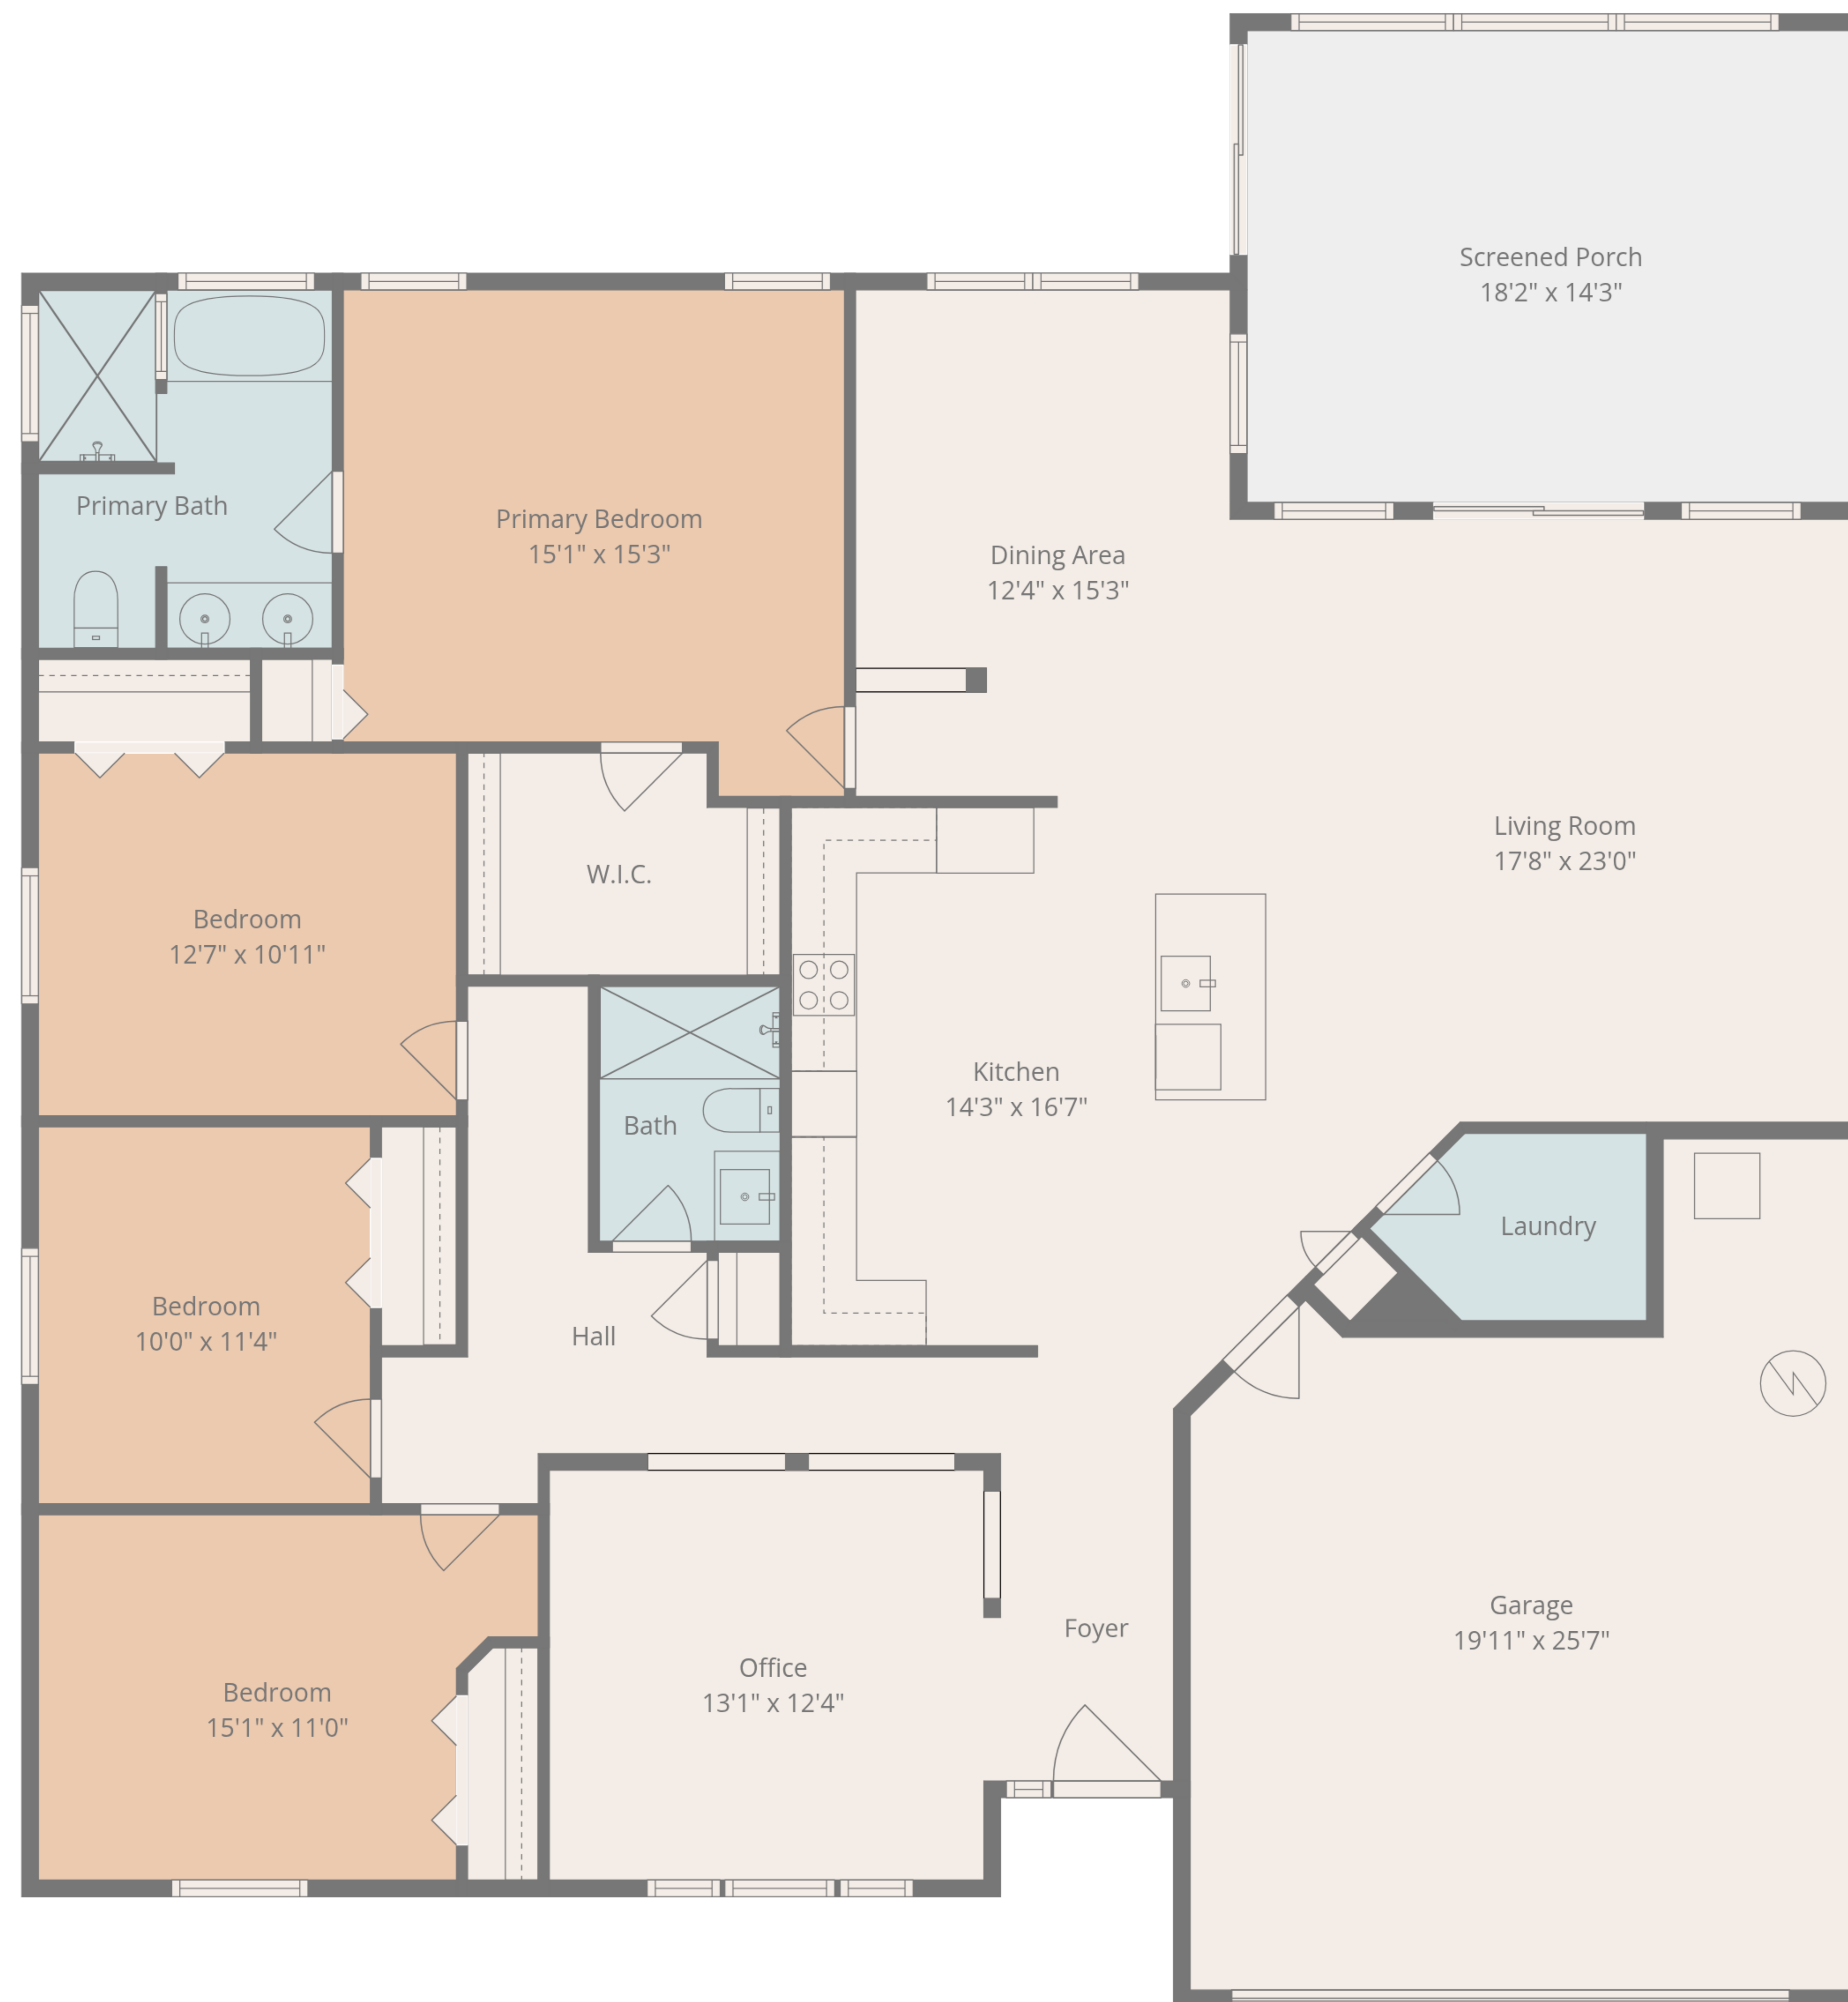 Screened Porch
18'2" x 14'3"
Primary Bath
Primary Bedroom
15'1" x 15'3"
Dining Area
12'4" x 15'3"
Living Room
17'8" x 23'0"
W.I.C.
Bedroom
12'7" x 10'11"
Kitchen
14'3" x 16'7"
Bath
Laundry
Bedroom
10'0" x 11'4"
Hall
Garage
19'11" x 25'7"
Foyer
Office
13'1" x 12'4"
Bedroom
15'1" x 11'0"